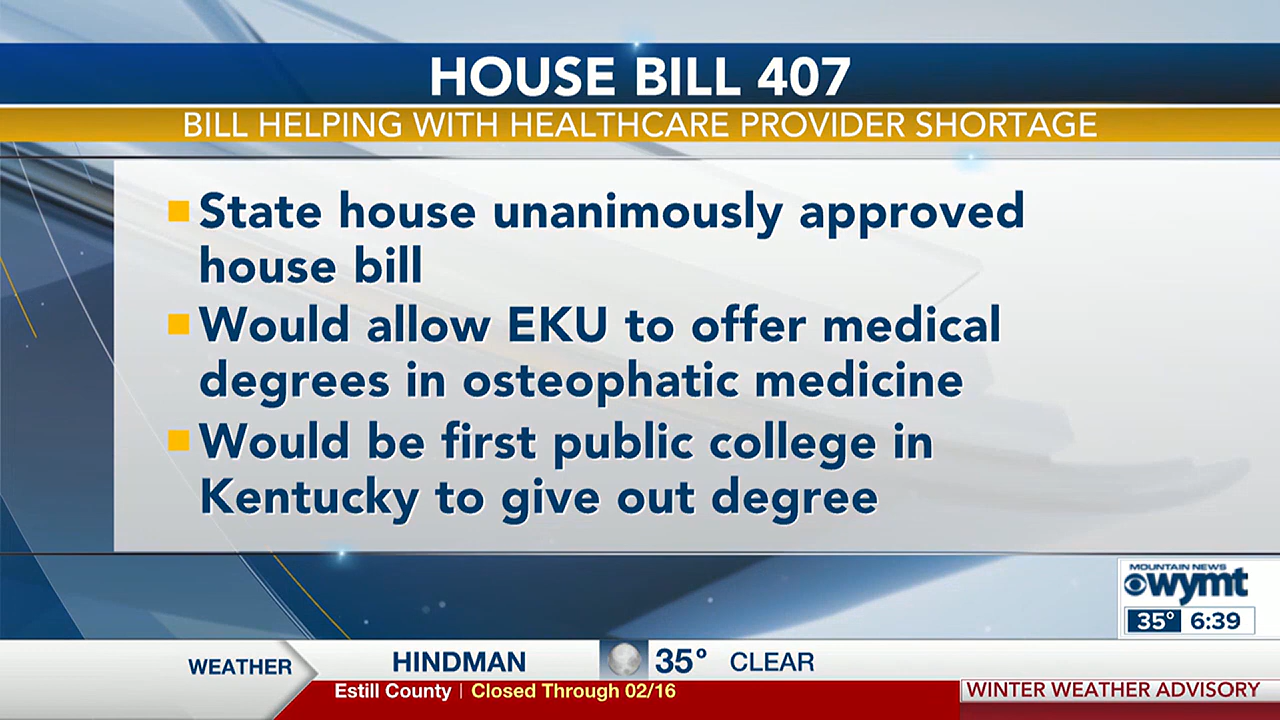 HOUSE BILL 407
BILL HELPING WITH HEALTHCARE PROVIDER SHORTAGE
State house unanimously approved
house bill
Would allow EKU to offer medical
degrees in osteophatic medicine
Would be first public college in
Kentucky to give out degree
MOUNTAIN NEWS
wymt
35° 6:39
WEATHER HINDMAN 35° CLEAR
Estill County | Closed Through 02/16
WINTER WEATHER ADVISORY